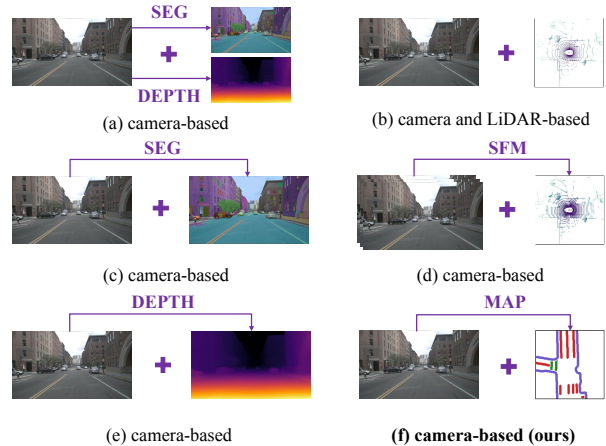 SEG
DEPTH
(a) camera-based
(b) camera and LiDAR-based
SEG
SFM
(c) camera-based
(d) camera-based
DEPTH
MAP
(e) camera-based
(f) camera-based (ours)